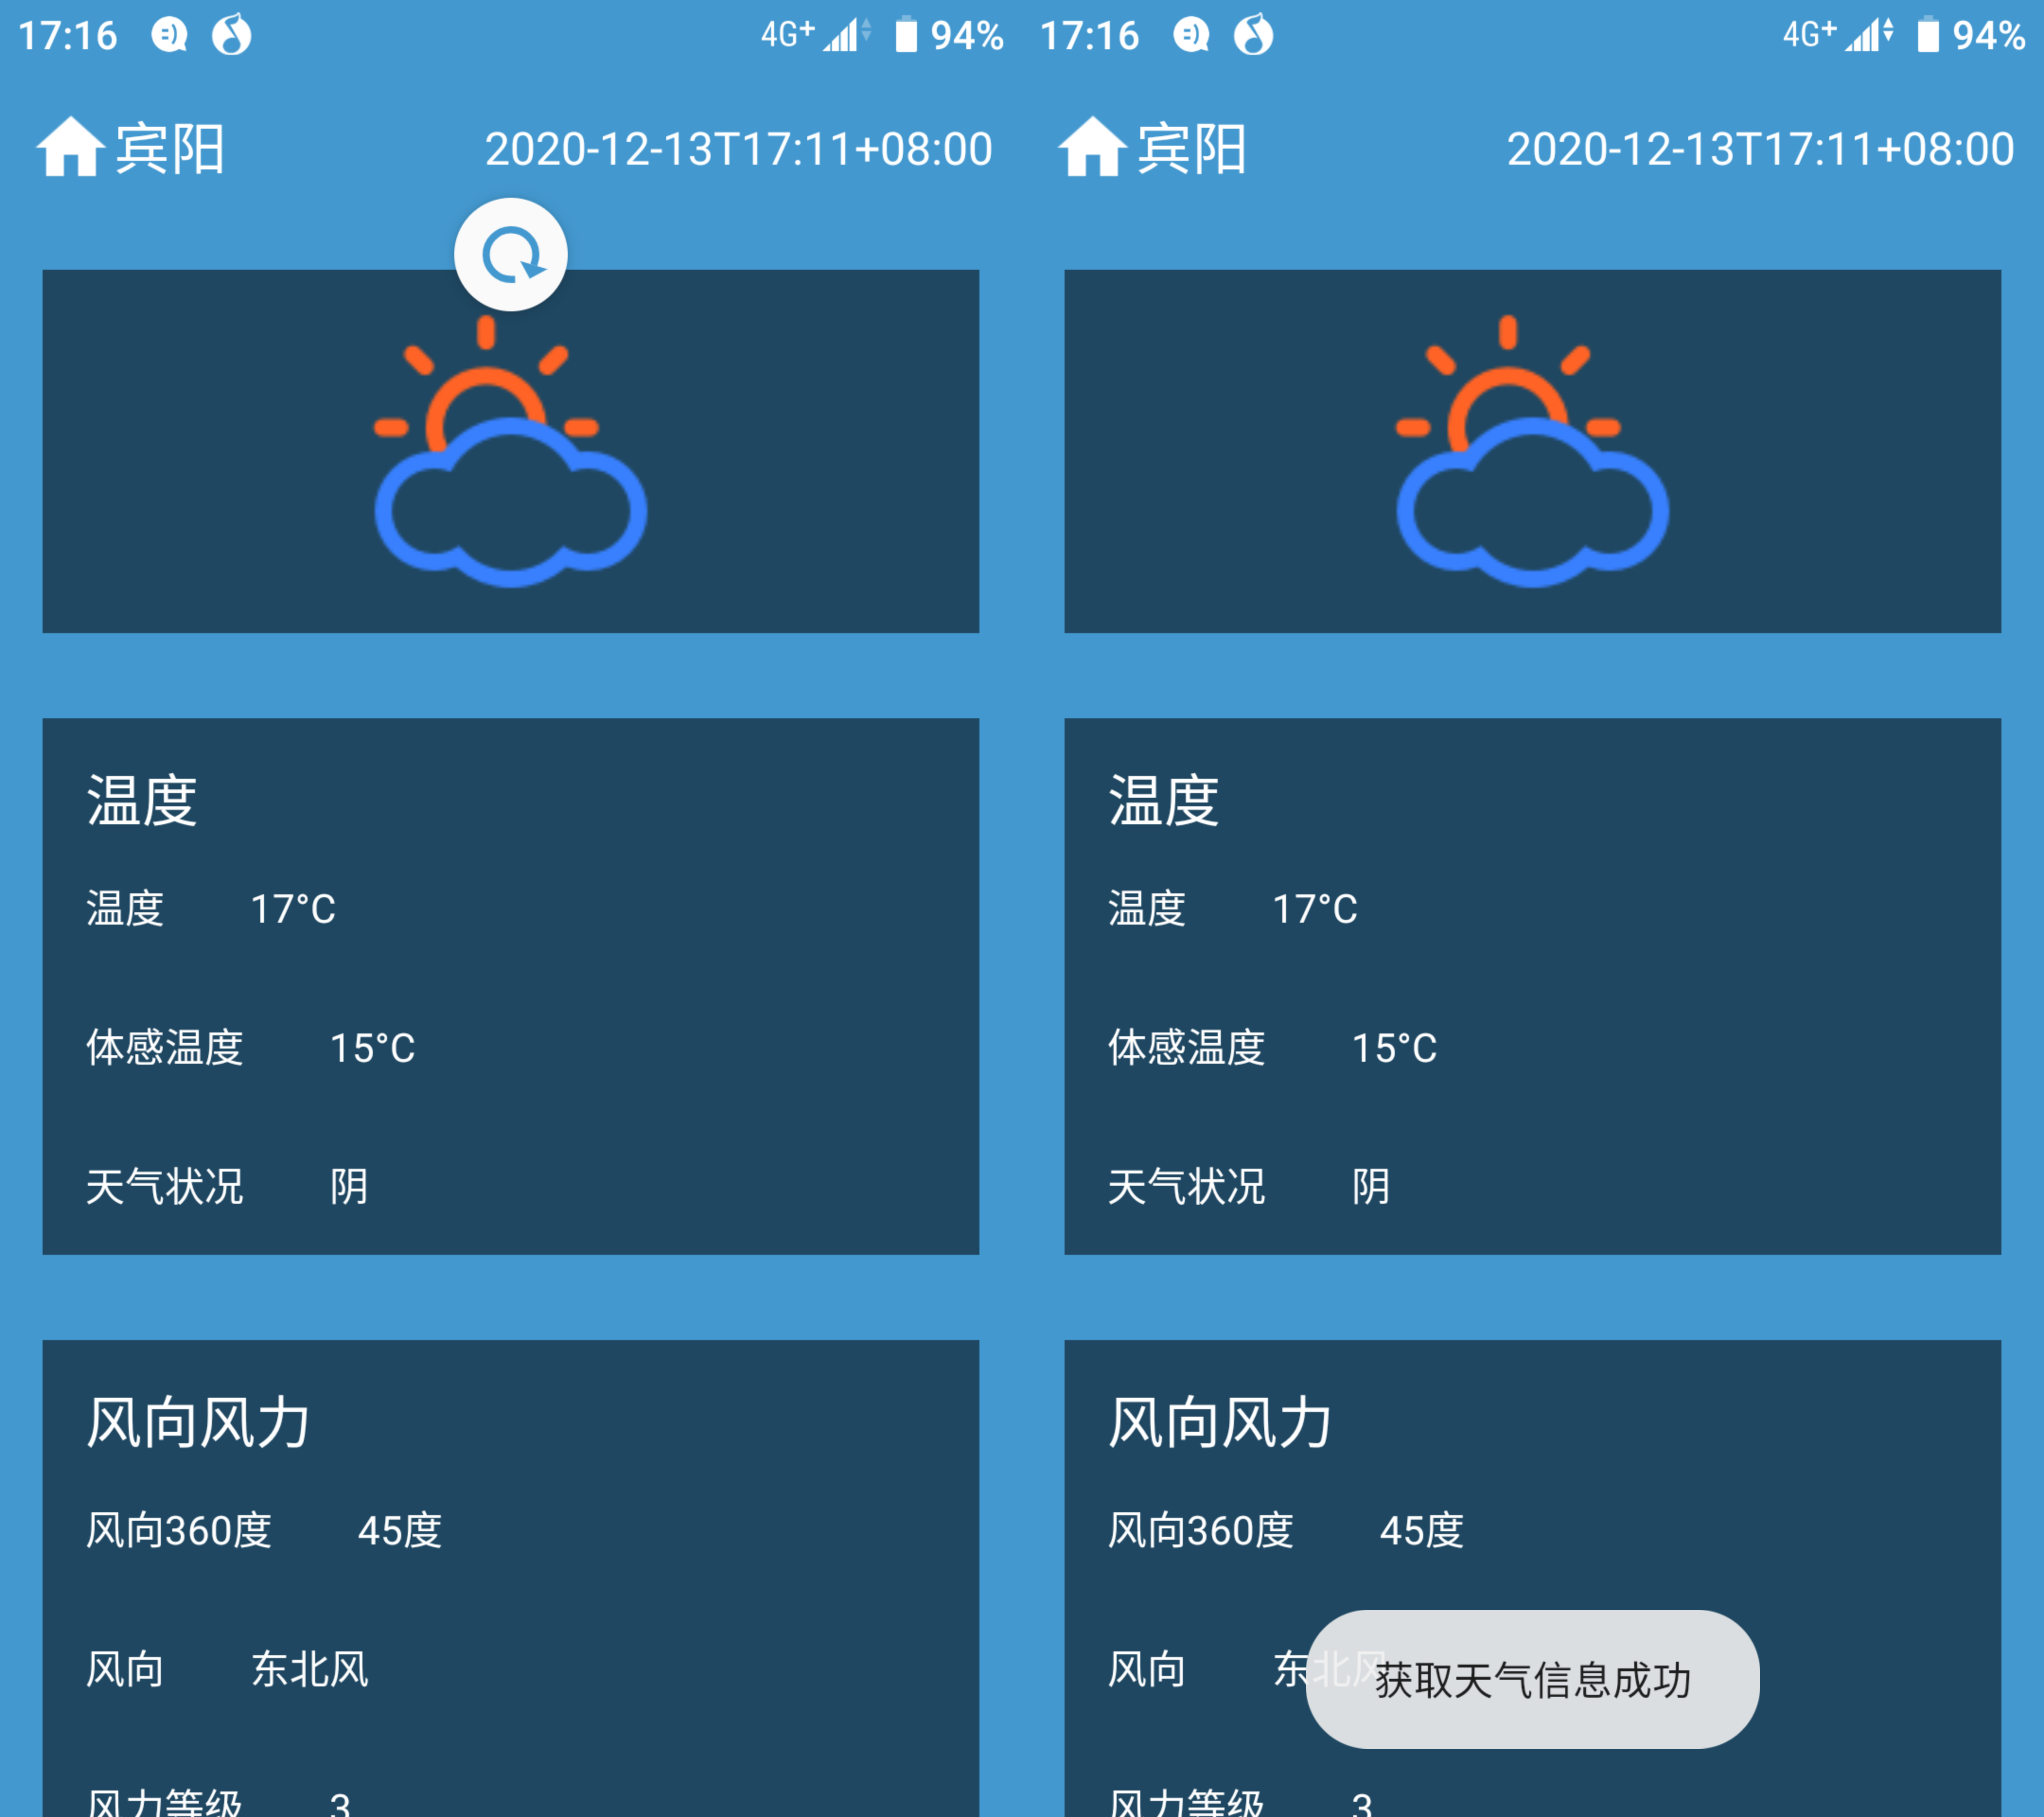 17:16 4G+ 94%
宾阳 2020-12-13T17:11+08:00
温度
温度 17°C
体感温度 15°C
天气状况 阴
风向风力
风向360度 45度
风向 东北风
风力等级 3
17:16 4G+ 94%
宾阳 2020-12-13T17:11+08:00
温度
温度 17°C
体感温度 15°C
天气状况 阴
风向风力
风向360度 45度
风向 东北风
获取天气信息成功
风力等级 3